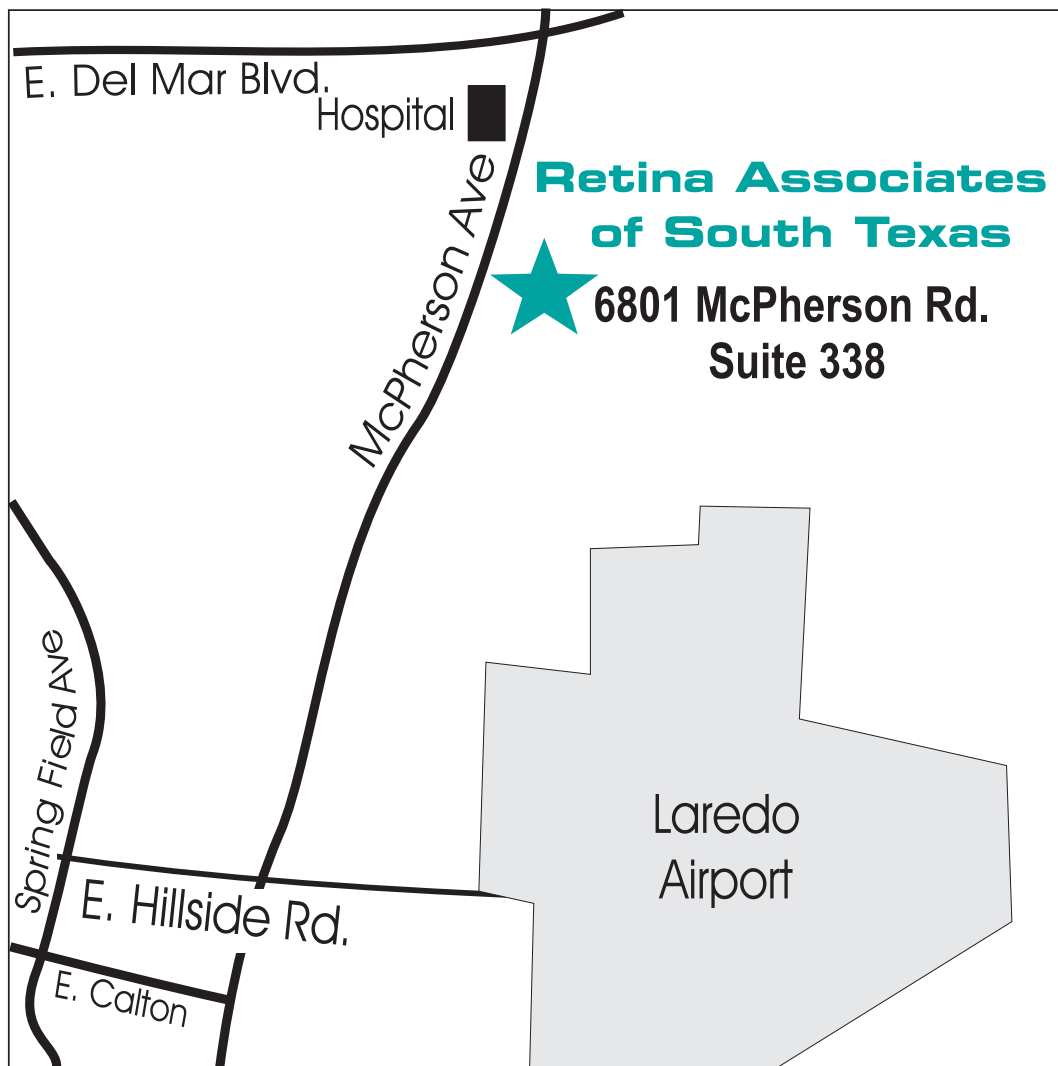 E. Del Mar Blvd.
Hospital
McPherson Ave
Retina Associates
of South Texas
6801 McPherson Rd.
Suite 338
Spring Field Ave
Laredo
Airport
E. Hillside Rd.
E. Calton